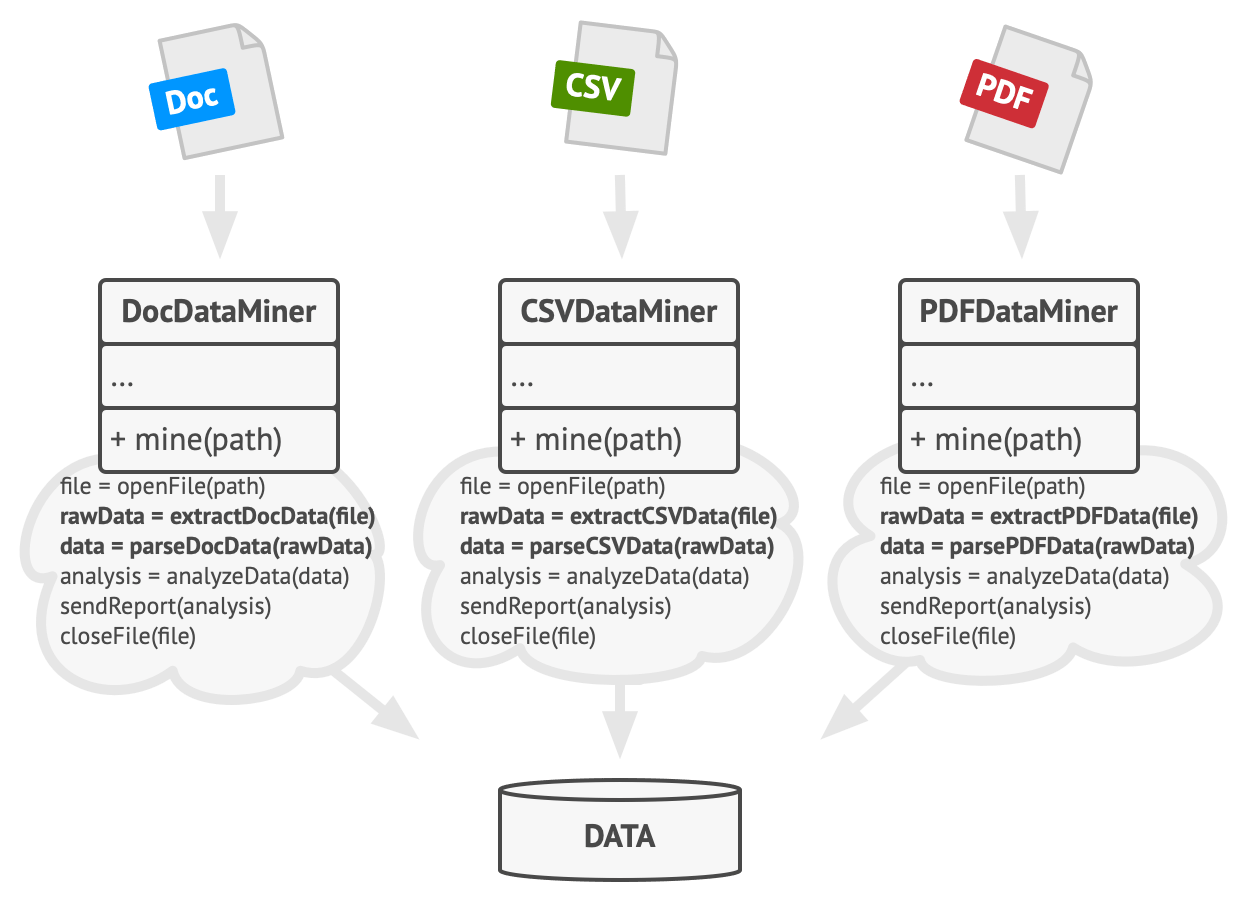 Doc
CSV
PDF
DocDataMiner
...
+ mine(path)
file = openFile(path)
rawData = extractDocData(file)
data = parseDocData(rawData)
analysis = analyzeData(data)
sendReport(analysis)
closeFile(file)
CSVDataMiner
...
+ mine(path)
file = openFile(path)
rawData = extractCSVData(file)
data = parseCSVData(rawData)
analysis = analyzeData(data)
sendReport(analysis)
closeFile(file)
PDFDataMiner
...
+ mine(path)
file = openFile(path)
rawData = extractPDFData(file)
data = parsePDFData(rawData)
analysis = analyzeData(data)
sendReport(analysis)
closeFile(file)
DATA